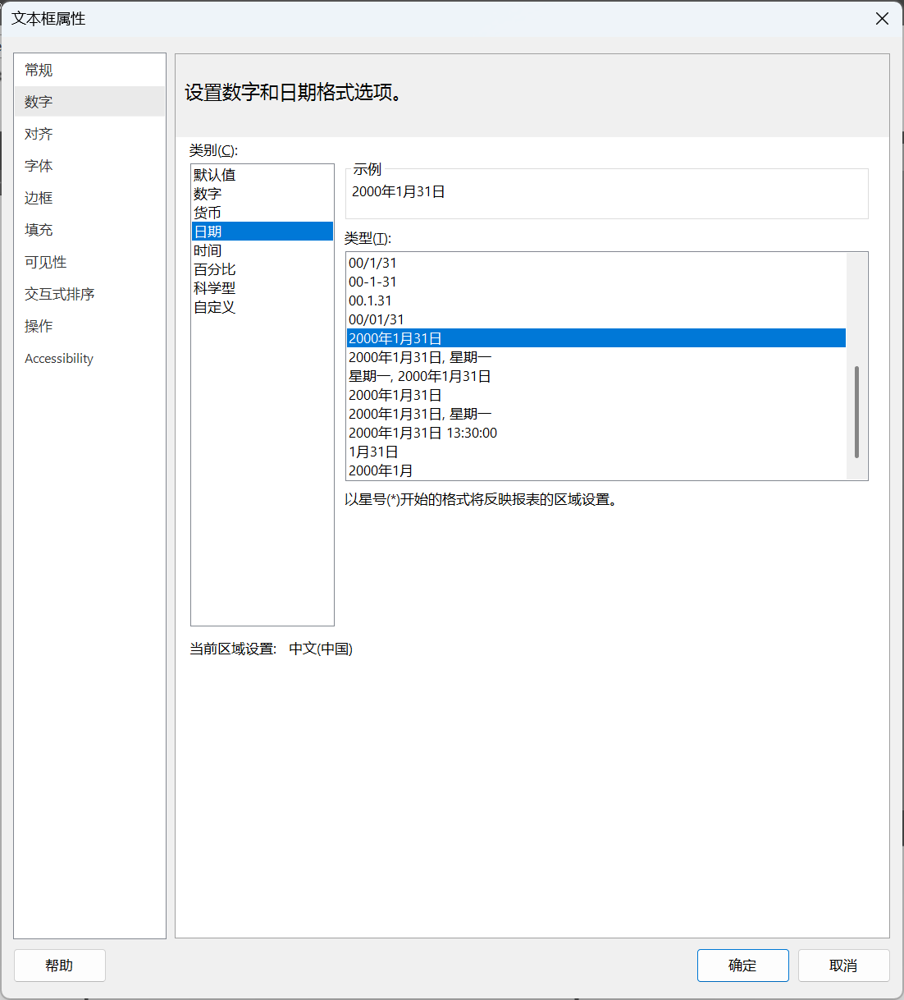 文本框属性
常规
数字
对齐
字体
边框
填充
可见性
交互式排序
操作
Accessibility
设置数字和日期格式选项。
类别(C):
默认值
数字
货币
日期
时间
百分比
科学型
自定义
示例
2000年1月31日
类型(T):
00/1/31
00-1-31
00.1.31
00/01/31
2000年1月31日
2000年1月31日, 星期一
星期一, 2000年1月31日
2000年1月31日
2000年1月31日, 星期一
2000年1月31日 13:30:00
1月31日
2000年1月
以星号(*)开始的格式将反映报表的区域设置。
当前区域设置: 中文(中国)
帮助
确定
取消